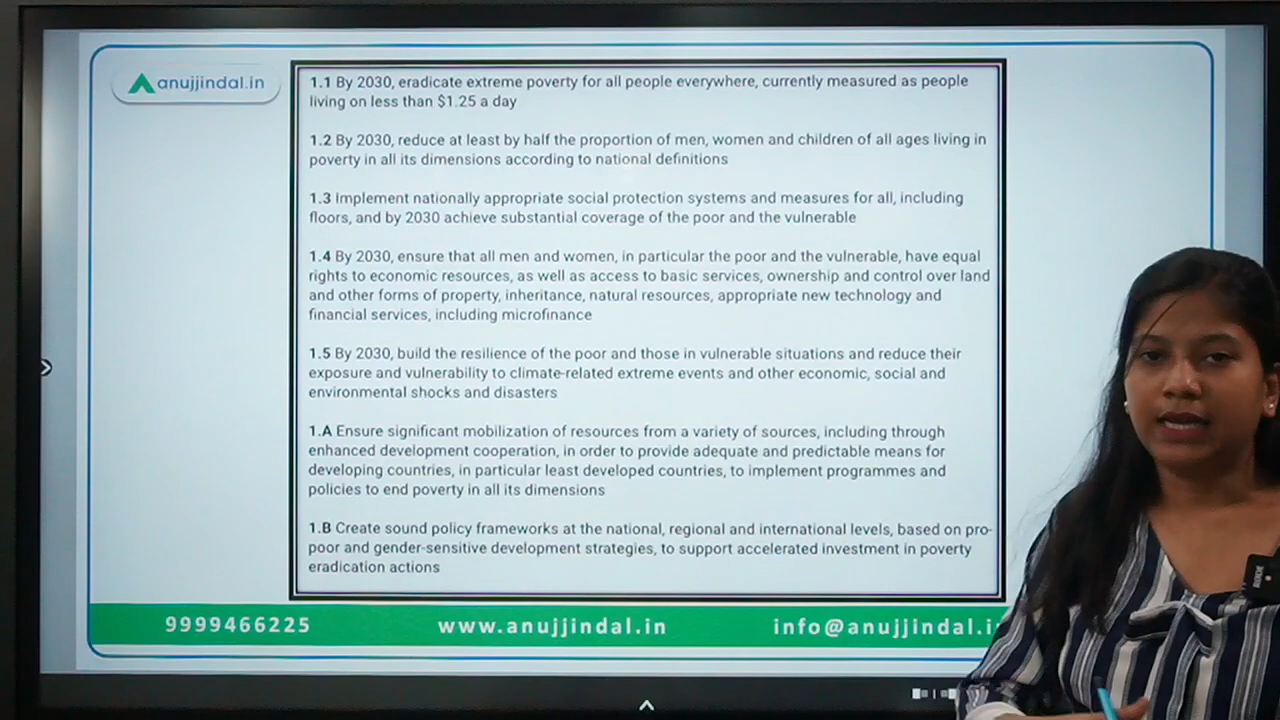 anujjindal.in
1.1 By 2030, eradicate extreme poverty for all people everywhere, currently measured as people
living on less than $1.25 a day
1.2 By 2030, reduce at least by half the proportion of men, women and children of all ages living in
poverty in all its dimensions according to national definitions
1.3 Implement nationally appropriate social protection systems and measures for all, including
floors, and by 2030 achieve substantial coverage of the poor and the vulnerable
1.4 By 2030, ensure that all men and women, in particular the poor and the vulnerable, have equal
rights to economic resources, as well as access to basic services, ownership and control over land
and other forms of property, inheritance, natural resources, appropriate new technology and
financial services, including microfinance
1.5 By 2030, build the resilience of the poor and those in vulnerable situations and reduce their
exposure and vulnerability to climate-related extreme events and other economic, social and
environmental shocks and disasters
1.A Ensure significant mobilization of resources from a variety of sources, including through
enhanced development cooperation, in order to provide adequate and predictable means for
developing countries, in particular least developed countries, to implement programmes and
policies to end poverty in all its dimensions
1.B Create sound policy frameworks at the national, regional and international levels, based on pro-
poor and gender-sensitive development strategies, to support accelerated investment in poverty
eradication actions
9999466225
www.anujjindal.in
info@anujjindal.i